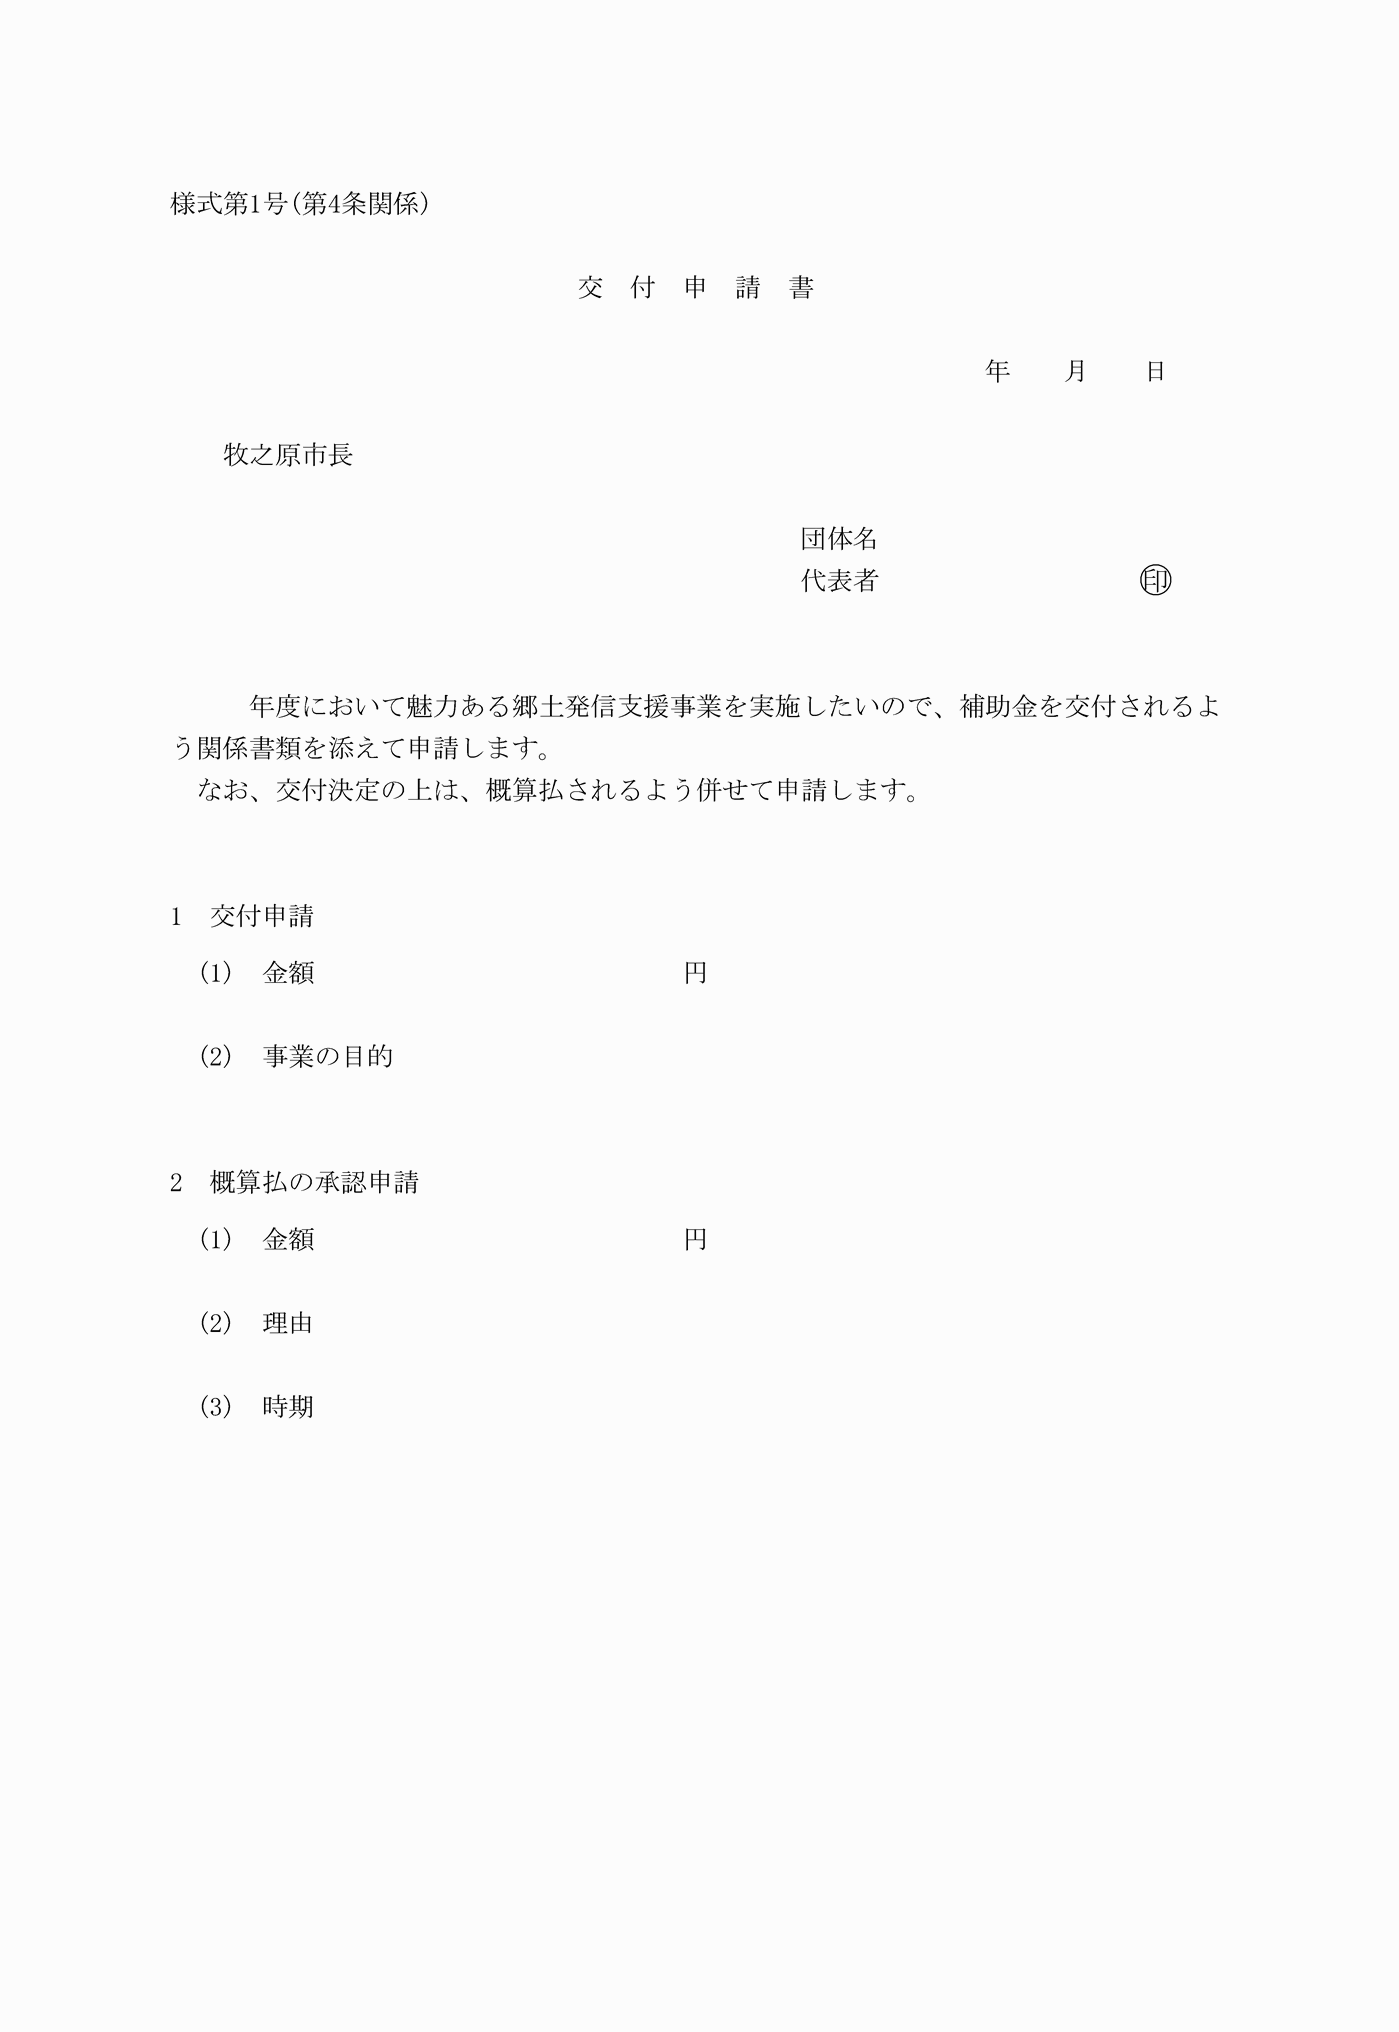 様式第1号(第4条関係)
交　付　申　請　書
年　　月　　日
牧之原市長
団体名
代表者　　　　　　　　　　㊞
年度において魅力ある郷土発信支援事業を実施したいので、補助金を交付されるよ
う関係書類を添えて申請します。
なお、交付決定の上は、概算払されるよう併せて申請します。
1　交付申請
(1)　金額　　　　　　　　　　　　　　円
(2)　事業の目的
2　概算払の承認申請
(1)　金額　　　　　　　　　　　　　　円
(2)　理由
(3)　時期